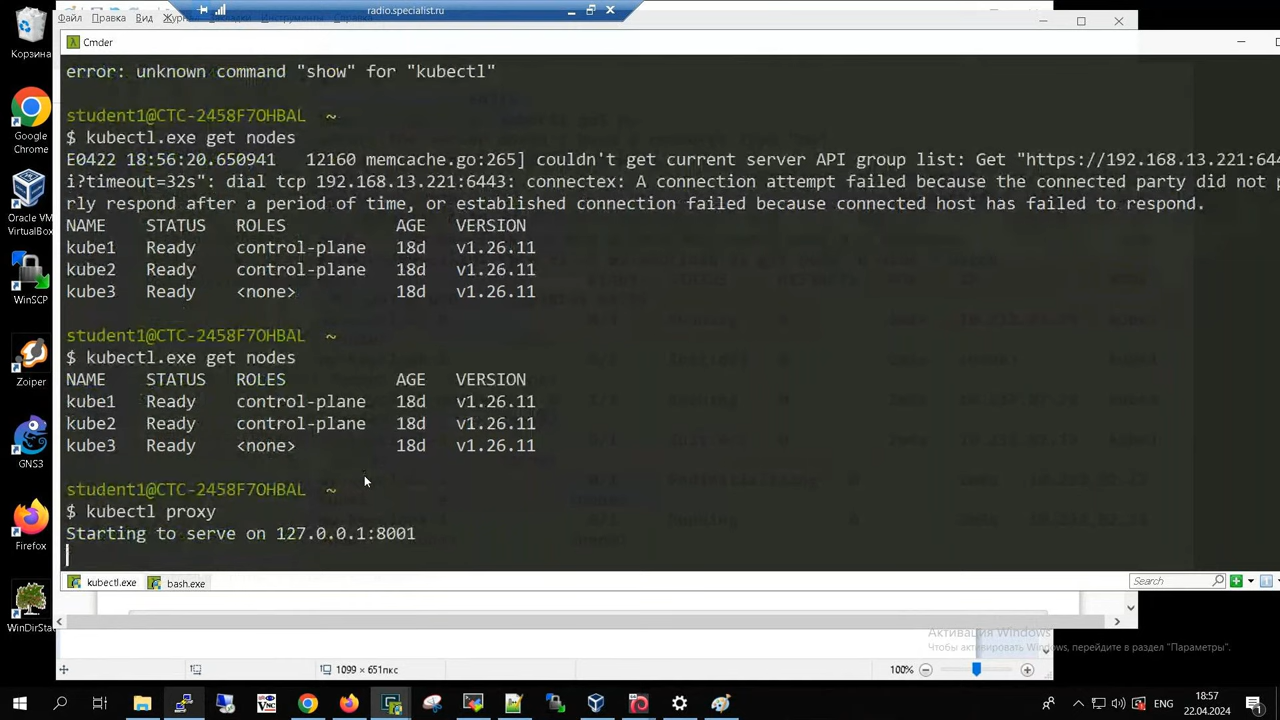 radio.specialist.ru
Файл
Правка
Вид
Cmder
error: unknown command "show" for "kubectl"
student1@CTC-2458F7OHBAL ~
$ kubectl.exe get nodes
E0422 18:56:20.650941 12160 memcache.go:265] couldn't get current server API group list: Get "https://192.168.13.221:644
i?timeout=32s": dial tcp 192.168.13.221:6443: connectex: A connection attempt failed because the connected party did not p
rly respond after a period of time, or established connection failed because connected host has failed to respond.
NAME STATUS ROLES AGE VERSION
kube1 Ready control-plane 18d v1.26.11
kube2 Ready control-plane 18d v1.26.11
kube3 Ready <none> 18d v1.26.11
student1@CTC-2458F7OHBAL ~
$ kubectl.exe get nodes
NAME STATUS ROLES AGE VERSION
kube1 Ready control-plane 18d v1.26.11
kube2 Ready control-plane 18d v1.26.11
kube3 Ready <none> 18d v1.26.11
student1@CTC-2458F7OHBAL ~
$ kubectl proxy
Starting to serve on 127.0.0.1:8001
kubectl.exe
bash.exe
Search
Корзина
Google
Chrome
Oracle VM
VirtualBox
WinSCP
Zoiper
GNS3
Firefox
WinDirSta
Активация Windows
Чтобы активировать Windows, перейдите в раздел "Параметры".
1099 × 651пкс
100%
ENG
18:57
22.04.2024
1